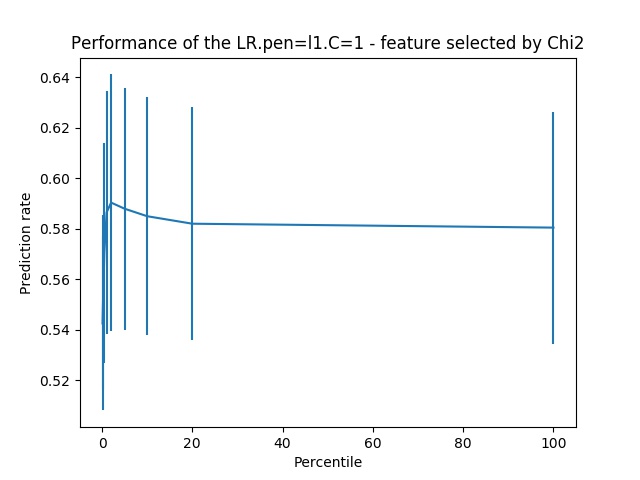 Performance of the LR.pen=l1.C=1 - feature selected by Chi2
0.64
0.62
0.60
0.58
0.56
0.54
0.52
Prediction rate
0 20 40 60 80 100
Percentile